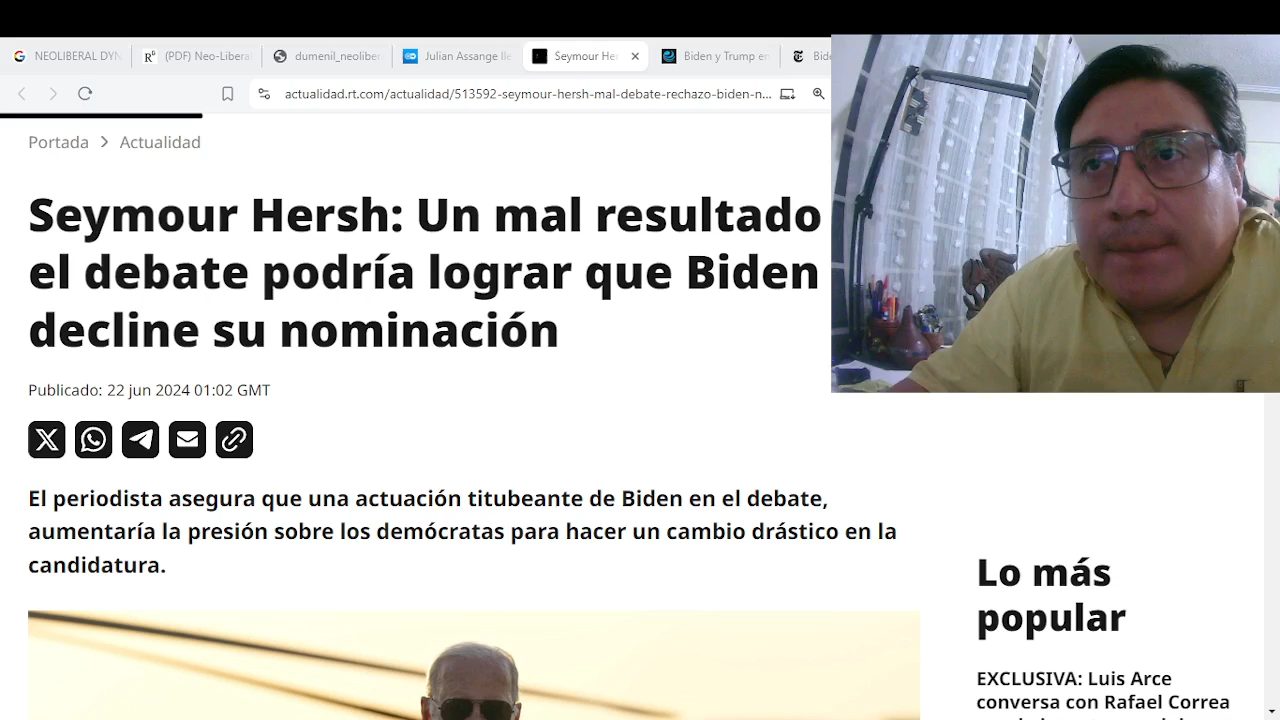 NEOLIBERAL DYN
(PDF) Neo-Libera
dumenil_neoliber
Julian Assange lle
Seymour Her
Biden y Trump en
Bide
actualidad.rt.com/actualidad/513592-seymour-hersh-mal-debate-rechazo-biden-n...
Portada > Actualidad
Seymour Hersh: Un mal resultado
el debate podría lograr que Biden
decline su nominación
Publicado: 22 jun 2024 01:02 GMT
El periodista asegura que una actuación titubeante de Biden en el debate,
aumentaría la presión sobre los demócratas para hacer un cambio drástico en la
candidatura.
Lo más
popular
EXCLUSIVA: Luis Arce
conversa con Rafael Correa